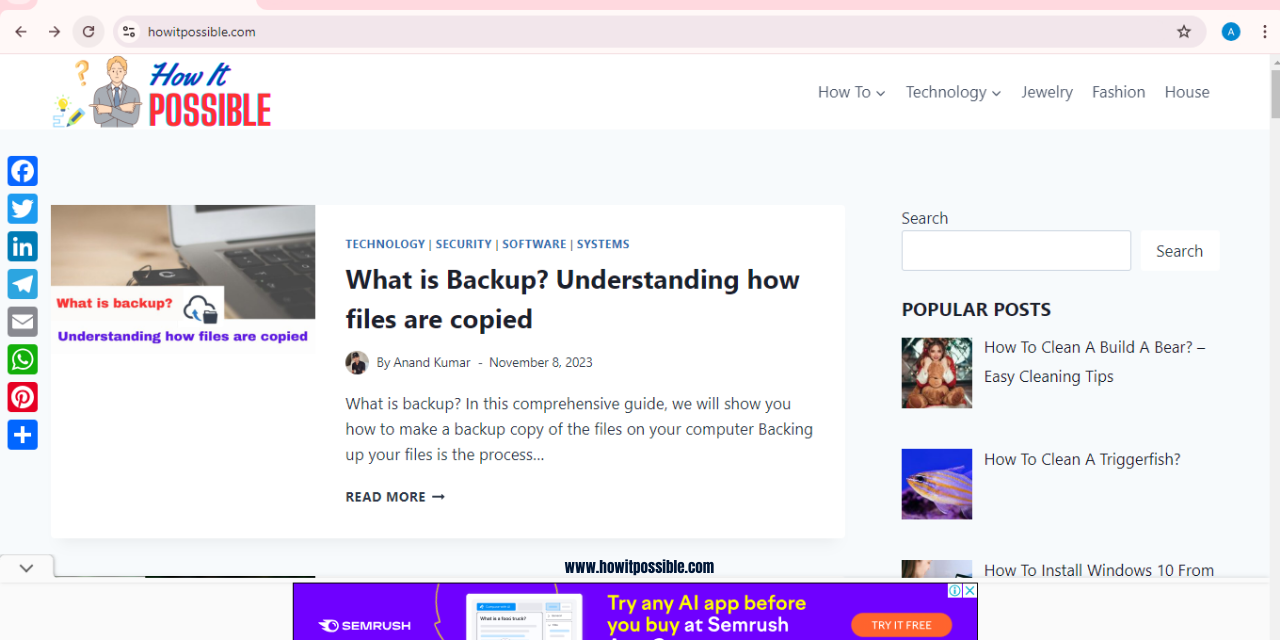 howitpossible.com
A
How It
POSSIBLE
How To
Technology
Jewelry
Fashion
House
TECHNOLOGY | SECURITY | SOFTWARE | SYSTEMS
What is Backup? Understanding how
files are copied
By Anand Kumar - November 8, 2023
What is backup? In this comprehensive guide, we will show you
how to make a backup copy of the files on your computer Backing
up your files is the process...
READ MORE
What is backup?
Understanding how files are copied
Search
Search
POPULAR POSTS
How To Clean A Build A Bear? –
Easy Cleaning Tips
How To Clean A Triggerfish?
How To Install Windows 10 From
www.howitpossible.com
SEMRUSH
What is a food truck?
Try any AI app before
you buy at Semrush
TRY IT FREE